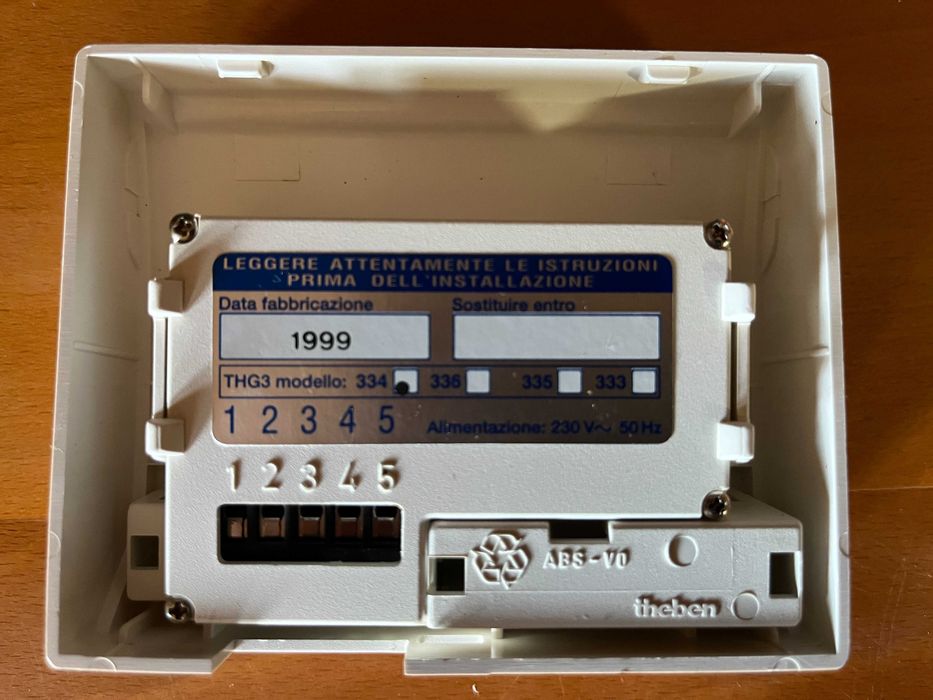 LEGGERE ATTENTAMENTE LE ISTRUZIONI
PRIMA DELL'INSTALLAZIONE
Data fabbricazione Sostituire entro
1999
THG3 modello: 334 336 335 333
1 2 3 4 5 Alimentazione: 230 V~ 50 Hz
1 2 3 4 5
ABS-V0
theben